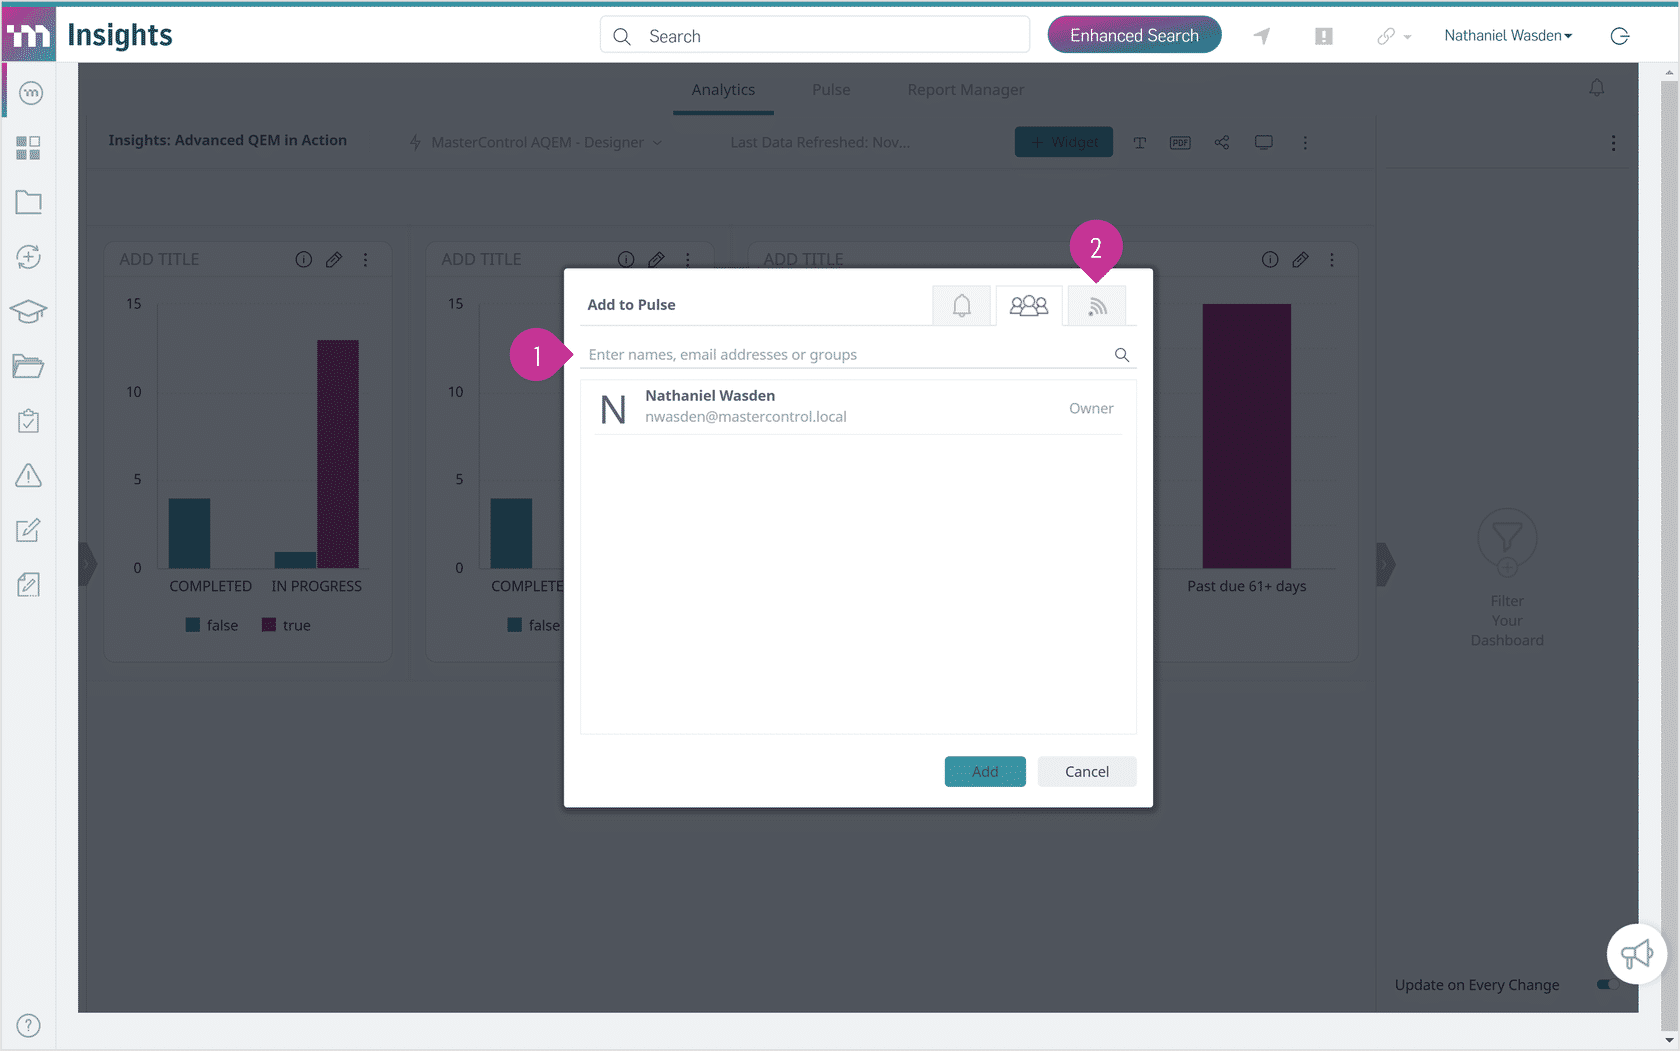 Insights
Search
Enhanced Search
Nathaniel Wasden
Analytics
Pulse
Report Manager
Insights: Advanced QEM in Action
MasterControl AQEM - Designer
Last Data Refreshed: Nov...
+ Widget
T
PDF
ADD TITLE
ADD TITLE
ADD TITLE
2
Add to Pulse
1
Enter names, email addresses or groups
N
Nathaniel Wasden
nwasden@mastercontrol.local
Owner
Add
Cancel
15
10
5
0
COMPLETED
IN PROGRESS
false
true
15
10
5
0
COMPLETE
false
Past due 61+ days
Filter
Your
Dashboard
Update on Every Change